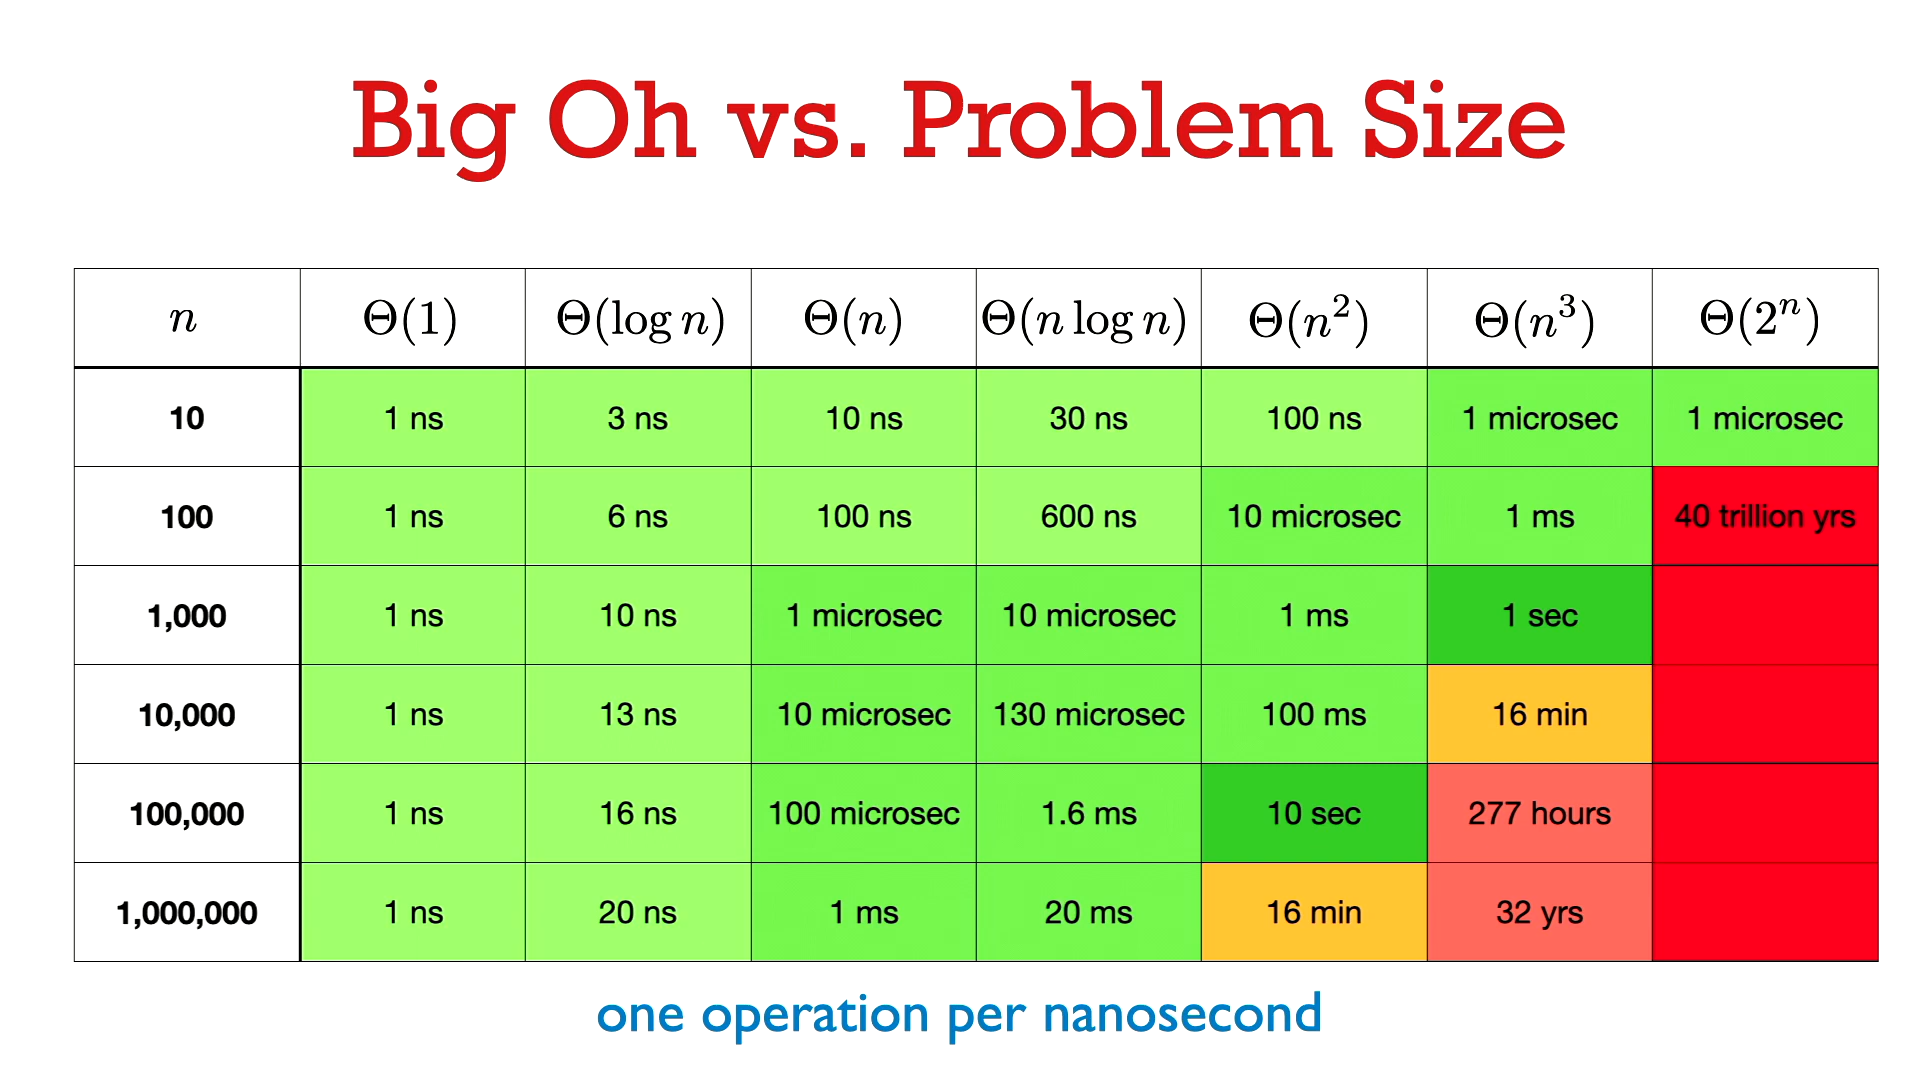 Big Oh vs. Problem Size
n Θ(1) Θ(log n) Θ(n) Θ(n log n) Θ(n²) Θ(n³) Θ(2ⁿ)
10 1 ns 3 ns 10 ns 30 ns 100 ns 1 microsec 1 microsec
100 1 ns 6 ns 100 ns 600 ns 10 microsec 1 ms 40 trillion yrs
1,000 1 ns 10 ns 1 microsec 10 microsec 1 ms 1 sec
10,000 1 ns 13 ns 10 microsec 130 microsec 100 ms 16 min
100,000 1 ns 16 ns 100 microsec 1.6 ms 10 sec 277 hours
1,000,000 1 ns 20 ns 1 ms 20 ms 16 min 32 yrs
one operation per nanosecond